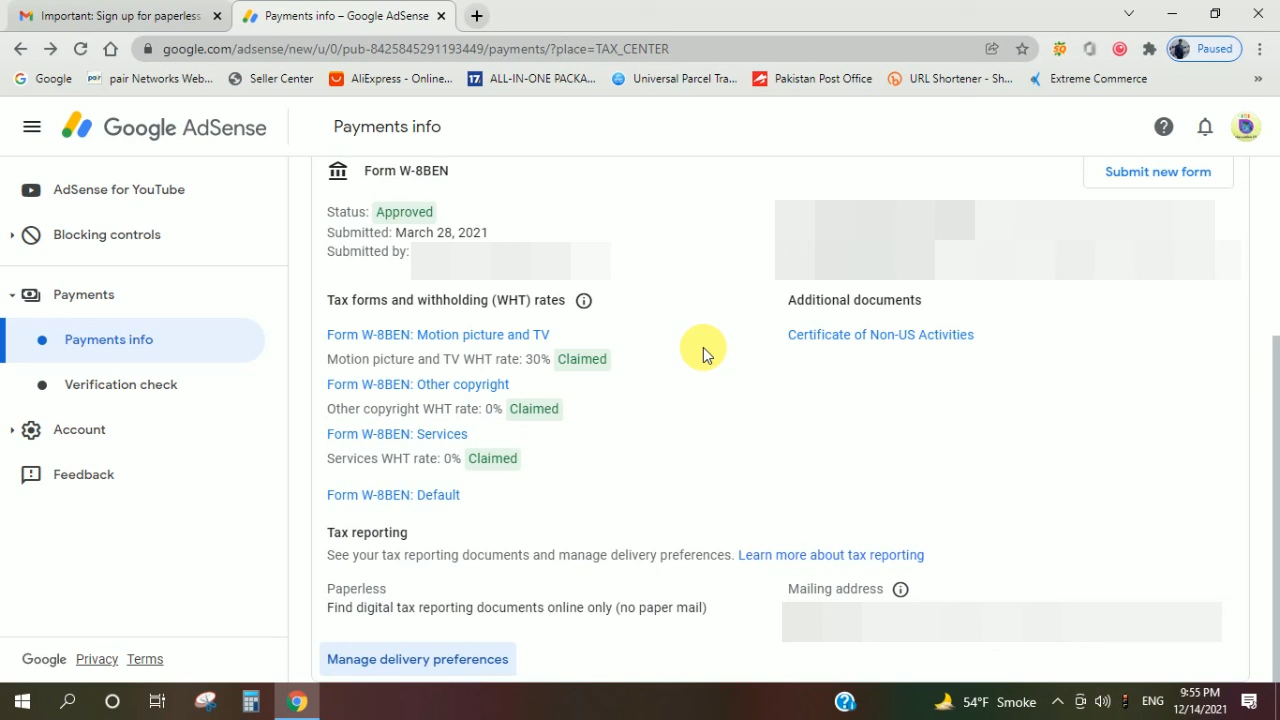 Important: Sign up for paperless
Payments info – Google AdSense
google.com/adsense/new/u/0/pub-8425845291193449/payments/?place=TAX_CENTER
Paused
Google
pair Networks Web...
Seller Center
AliExpress - Online...
ALL-IN-ONE PACKA...
Universal Parcel Tra...
Pakistan Post Office
URL Shortener - Sh...
Extreme Commerce
»
Google AdSense
Payments info
AdSense for YouTube
Blocking controls
Payments
Payments info
Verification check
Account
Feedback
Google Privacy Terms
Form W-8BEN
Submit new form
Status: Approved
Submitted: March 28, 2021
Submitted by:
Tax forms and withholding (WHT) rates
Additional documents
Form W-8BEN: Motion picture and TV
Certificate of Non-US Activities
Motion picture and TV WHT rate: 30% Claimed
Form W-8BEN: Other copyright
Other copyright WHT rate: 0% Claimed
Form W-8BEN: Services
Services WHT rate: 0% Claimed
Form W-8BEN: Default
Tax reporting
See your tax reporting documents and manage delivery preferences. Learn more about tax reporting
Paperless
Mailing address
Find digital tax reporting documents online only (no paper mail)
Manage delivery preferences
54°F Smoke
ENG
9:55 PM
12/14/2021